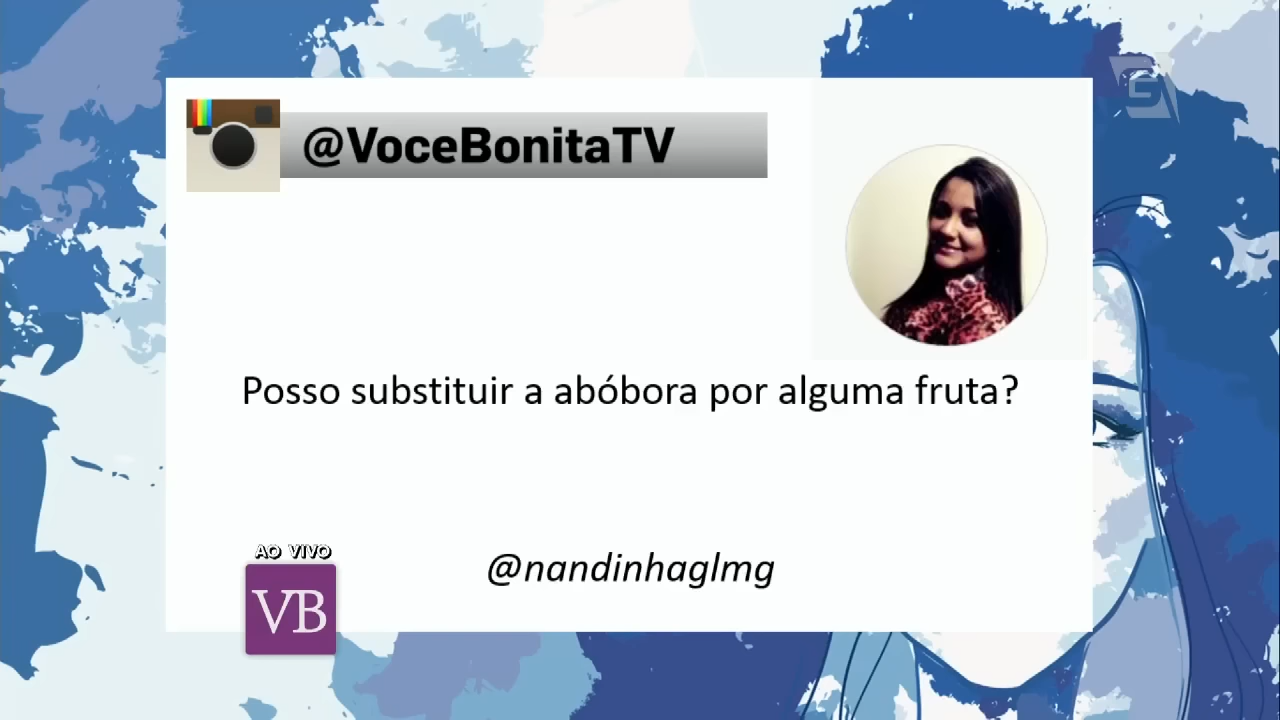 @VoceBonitaTV
Posso substituir a abóbora por alguma fruta?
@nandinhaglmg
AO VIVO
VB